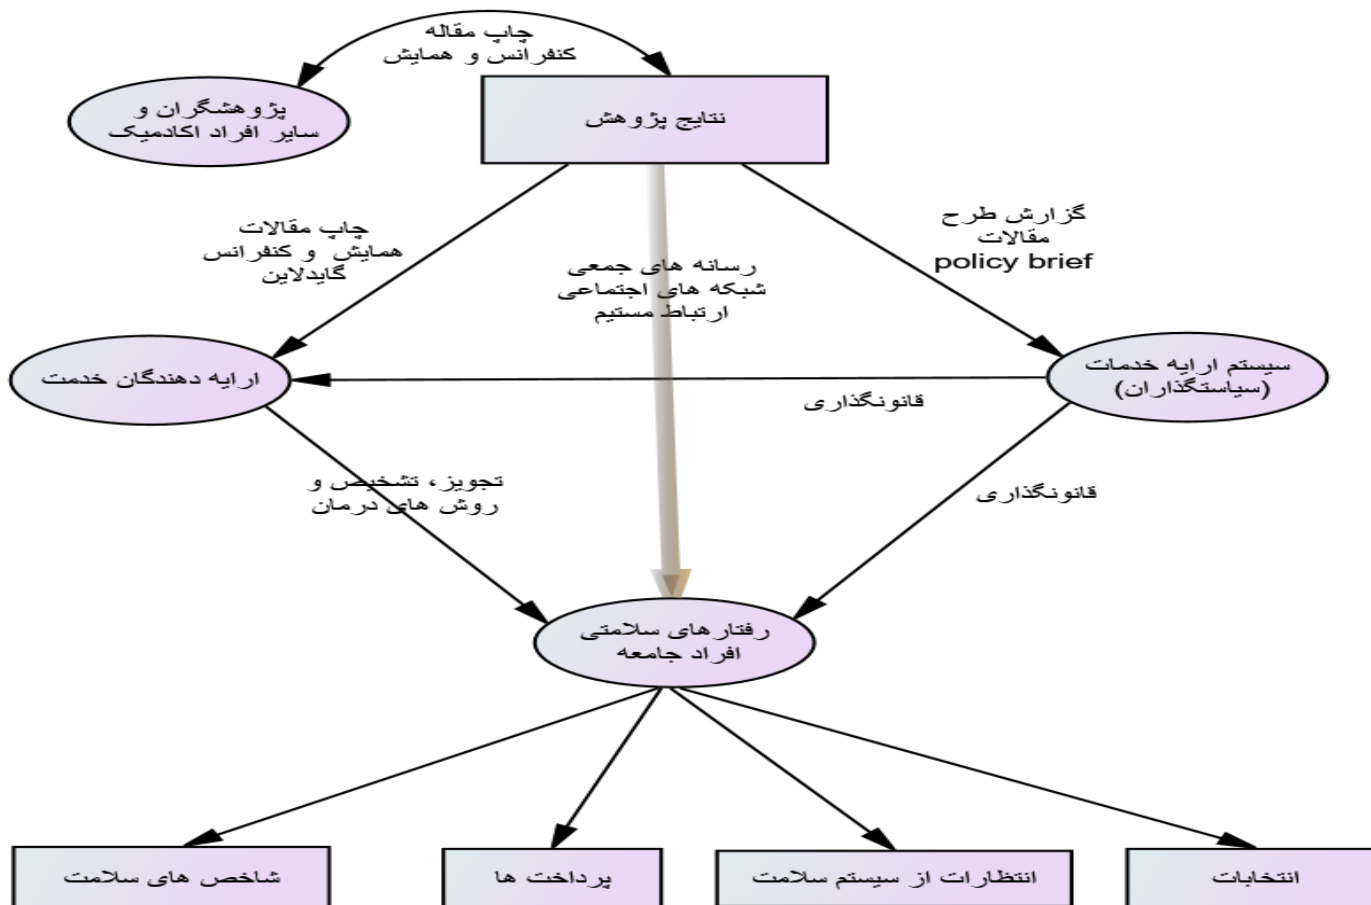 چاپ مقاله
کنفرانس و همایش
پژوهشگران و
سایر افراد اکادمیک
نتایج پژوهش
گزارش طرح
مقالات
policy brief
چاپ مقالات
همایش و کنفرانس
گایدلاین
رسانه های جمعی
شبکه های اجتماعی
ارتباط مستیم
سیستم ارایه خدمات
(سیاستگذاران)
ارایه دهندگان خدمت
قانونگذاری
قانونگذاری
تجویز، تشخیص و
روش های درمان
رفتارهای سلامتی
افراد جامعه
انتخابات
انتظارات از سیستم سلامت
پرداخت ها
شاخص های سلامت